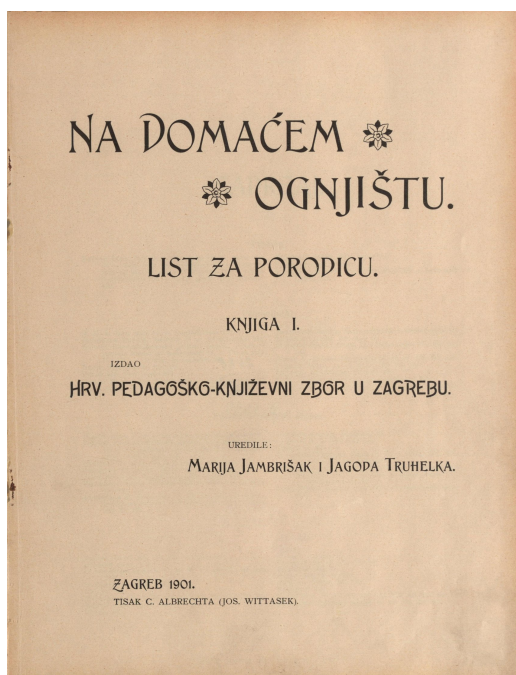 NA DOMAĆEM
OGNJIŠTU.
LIST ZA PORODICU.
KNJIGA I.
IZDAO
HRV. PEDAGOŠKO-KNJIŽEVNI ZBOR U ZAGREBU.
UREDILE:
MARIJA JAMBRIŠAK I JAGODA TRUHELKA.
ZAGREB 1901.
TISAK C. ALBRECHTA (JOS. WITTASEK).